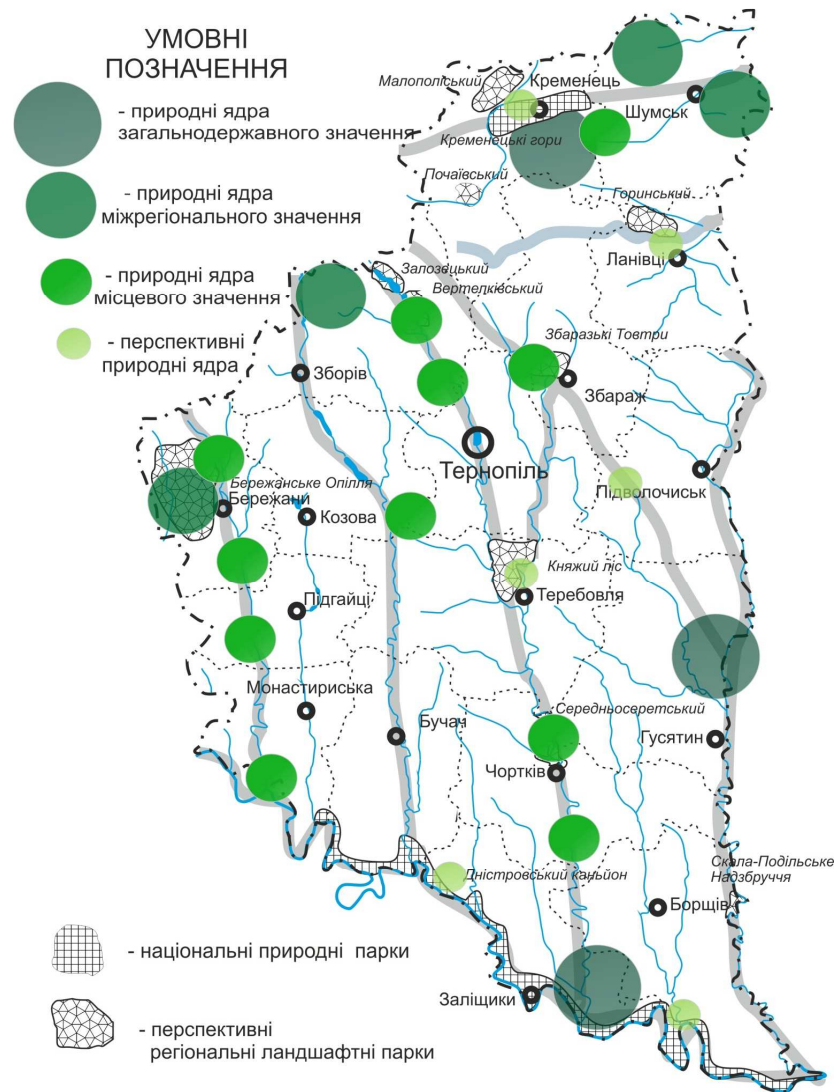 УМОВНІ
ПОЗНАЧЕННЯ
- природні ядра
загальнодержавного значення
- природні ядра
міжрегіонального значення
- природні ядра
місцевого значення
- перспективні
природні ядра
Малополіський
Кременець
Шумськ
Кременецькі гори
Почаївський
Горинський
Ланівці
Залозецький
Вертелківський
Збаразькі Товтри
Зборів
Збараж
Тернопіль
Підволочиськ
Бережанське Опілля
Бережани
Козова
Княжий ліс
Теребовля
Підгайці
Монастириська
Середньосеретський
Бучач
Гусятин
Чортків
Скала-Подільське
Надзбруччя
Дністровський каньйон
Борщів
Заліщики
- національні природні парки
- перспективні
регіональні ландшафтні парки